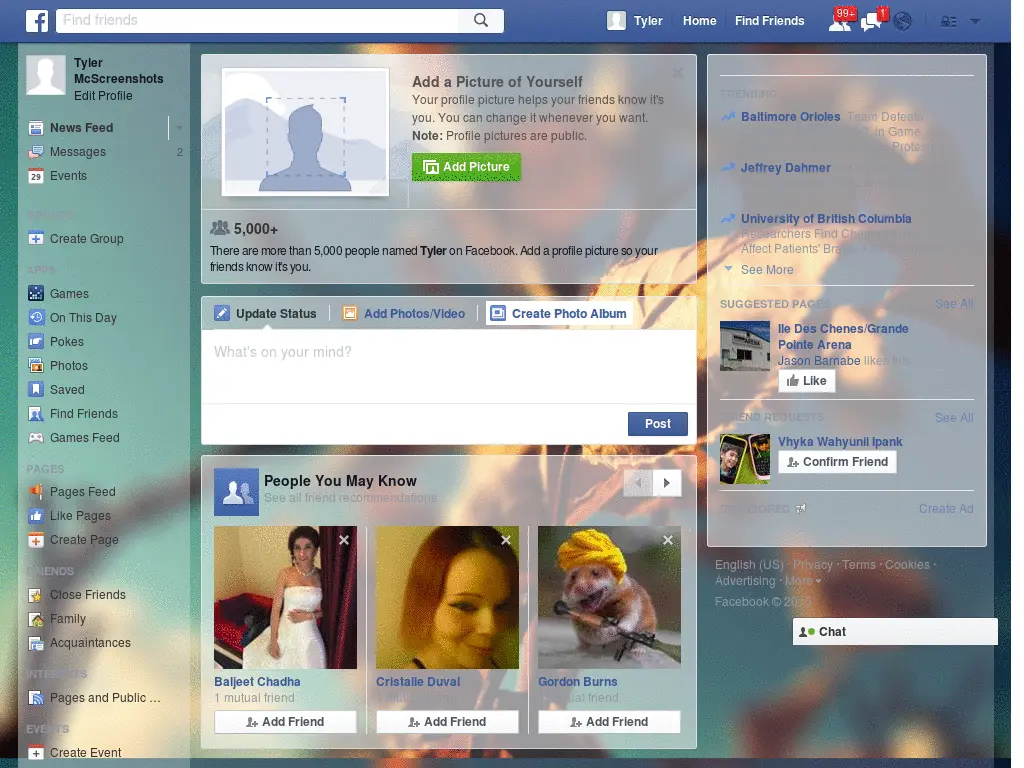 Find friends
Tyler
Home
Find Friends
99+
1
Tyler
McScreenshots
Edit Profile
News Feed
Messages 2
29 Events
GROUPS
Create Group
APPS
Games
On This Day
Pokes
Photos
Saved
Find Friends
Games Feed
PAGES
Pages Feed
Like Pages
Create Page
FRIENDS
Close Friends
Family
Acquaintances
INTERESTS
Pages and Public ...
EVENTS
Create Event
Add a Picture of Yourself
Your profile picture helps your friends know it's
you. You can change it whenever you want.
Note: Profile pictures are public.
Add Picture
5,000+
There are more than 5,000 people named Tyler on Facebook. Add a profile picture so your
friends know it's you.
Update Status
Add Photos/Video
Create Photo Album
What's on your mind?
Post
People You May Know
See all friend recommendations
Baljeet Chadha
1 mutual friend
Add Friend
Cristalle Duval
1 mutual friend
Add Friend
Gordon Burns
mutual friend
Add Friend
TRENDING
Baltimore Orioles Team Defeats
in Game
Protest
Jeffrey Dahmer
University of British Columbia
Researchers Find
Affect Patients'
See More
SUGGESTED PAGES See All
Ile Des Chenes/Grande
Pointe Arena
Jason Barnabe likes this
ARENA
Like
FRIEND REQUESTS See All
Vhyka Wahyunii Ipank
Confirm Friend
SPONSORED Create Ad
English (US) · Privacy · Terms · Cookies ·
Advertising · More
Facebook ©
Chat